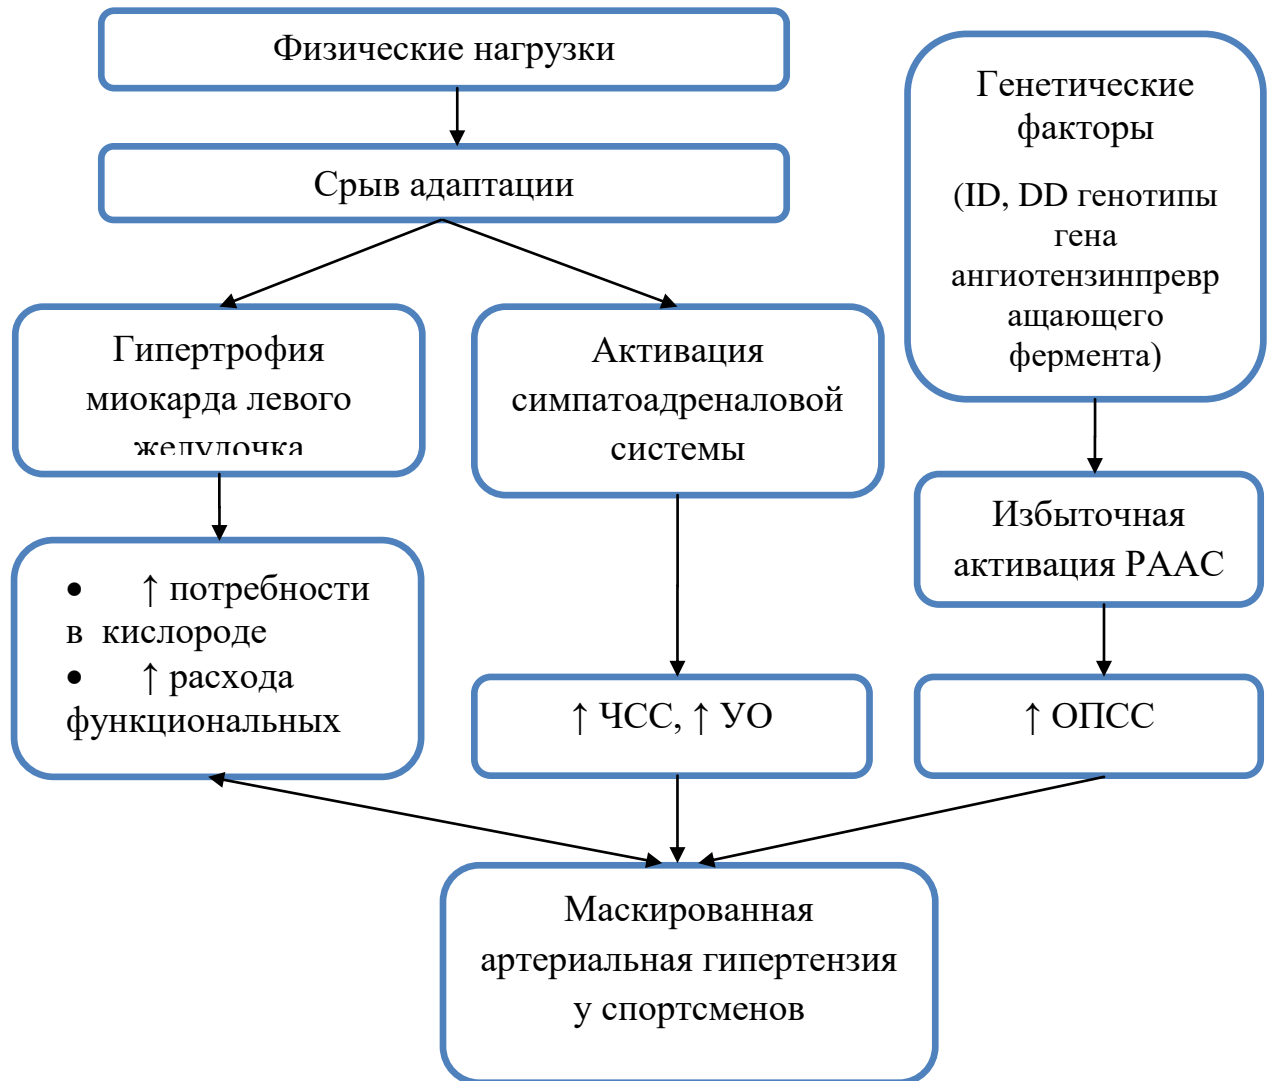 Физические нагрузки
Срыв адаптации
Генетические
факторы
(ID, DD генотипы
гена
ангиотензинпревр
ащающего
фермента)
Гипертрофия
миокарда левого
желудочка
Активация
симпатоадреналовой
системы
Избыточная
активация РААС
• ↑ потребности
в кислороде
• ↑ расхода
функциональных
↑ ЧСС, ↑ УО
↑ ОПСС
Маскированная
артериальная гипертензия
у спортсменов